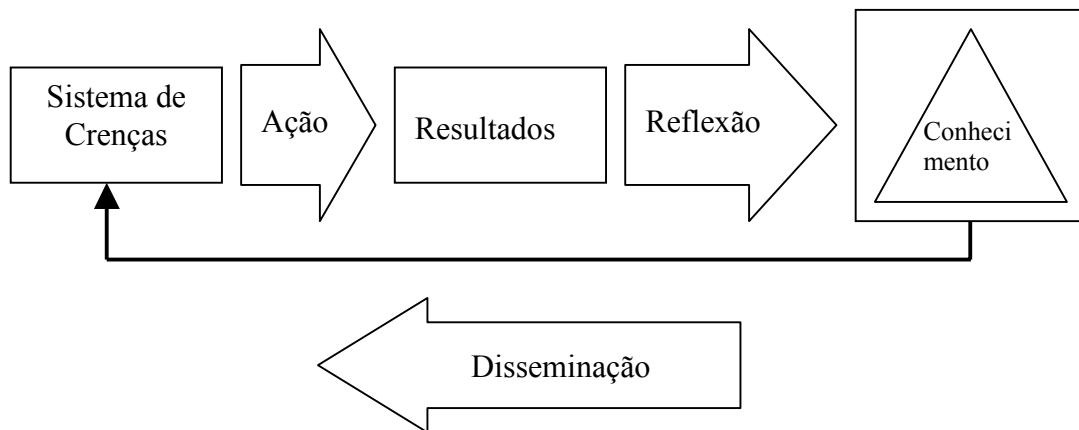 Sistema de
Crenças
Ação
Resultados
Reflexão
Conheci
mento
Disseminação